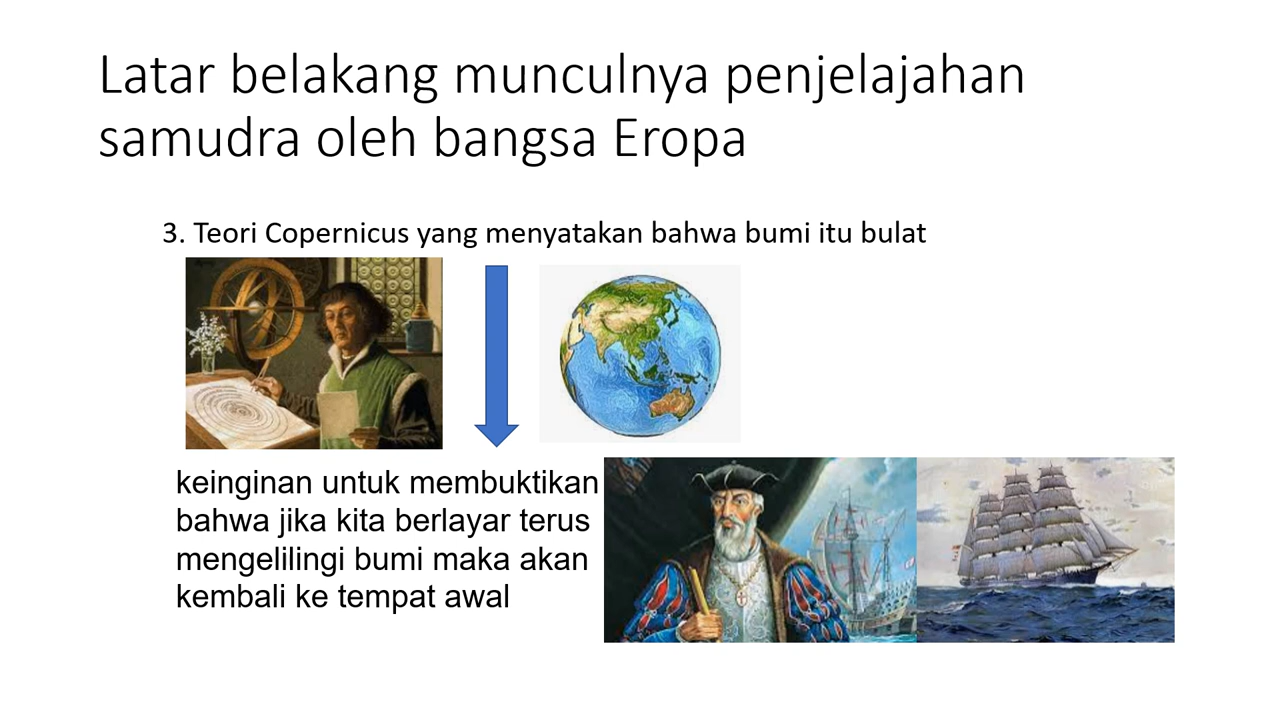 Latar belakang munculnya penjelajahan
samudra oleh bangsa Eropa
3. Teori Copernicus yang menyatakan bahwa bumi itu bulat
keinginan untuk membuktikan
bahwa jika kita berlayar terus
mengelilingi bumi maka akan
kembali ke tempat awal